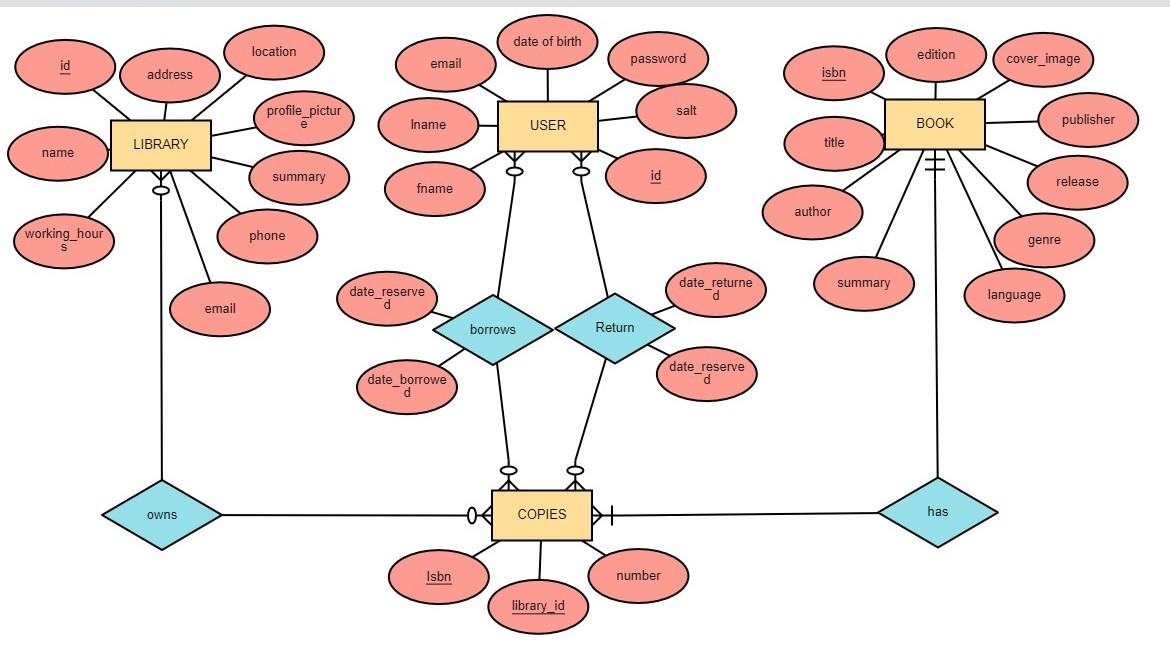 id
address
location
name
LIBRARY
profile_pictur
e
summary
working_hour
s
phone
email
email
date of birth
password
lname
USER
salt
fname
id
isbn
edition
cover_image
title
BOOK
publisher
author
release
summary
genre
language
date_reserve
d
borrows
date_borrowe
d
Return
date_returne
d
date_reserve
d
owns
COPIES
has
Isbn
library_id
number